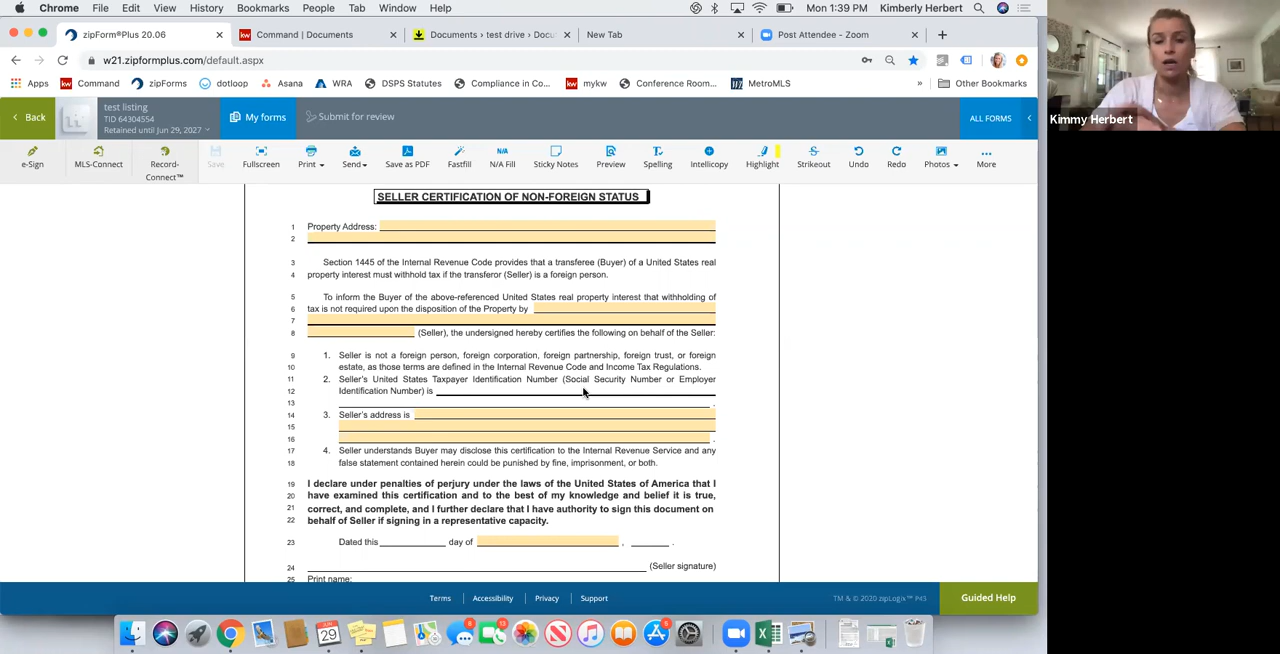 Chrome File Edit View History Bookmarks People Tab Window Help Mon 1:39 PM Kimberly Herbert
zipForm®Plus 20.06 × Command | Documents × Documents › test drive › Docu × New Tab × Post Attendee - Zoom × +
w21.zipformplus.com/default.aspx
Apps Command zipForms dotloop Asana WRA DSPS Statutes Compliance in Co... mykw Conference Room... MetroMLS » Other Bookmarks
Back
test listing
TID 64304554
Retained until Jun 29, 2027
My forms
Submit for review
ALL FORMS
e-Sign MLS-Connect Record-Connect™ Save Fullscreen Print Send Save as PDF Fastfill N/A N/A Fill Sticky Notes Preview Spelling Intellicopy Highlight Strikeout Undo Redo Photos More
SELLER CERTIFICATION OF NON-FOREIGN STATUS
1 Property Address:
2
3 Section 1445 of the Internal Revenue Code provides that a transferee (Buyer) of a United States real
4 property interest must withhold tax if the transferor (Seller) is a foreign person.
5 To inform the Buyer of the above-referenced United States real property interest that withholding of
6 tax is not required upon the disposition of the Property by
7
8 (Seller), the undersigned hereby certifies the following on behalf of the Seller:
9 1. Seller is not a foreign person, foreign corporation, foreign partnership, foreign trust, or foreign
10 estate, as those terms are defined in the Internal Revenue Code and Income Tax Regulations.
11 2. Seller's United States Taxpayer Identification Number (Social Security Number or Employer
12 Identification Number) is
13 .
14 3. Seller's address is
15
16 .
17 4. Seller understands Buyer may disclose this certification to the Internal Revenue Service and any
18 false statement contained herein could be punished by fine, imprisonment, or both.
19 I declare under penalties of perjury under the laws of the United States of America that I
20 have examined this certification and to the best of my knowledge and belief it is true,
21 correct, and complete, and I further declare that I have authority to sign this document on
22 behalf of Seller if signing in a representative capacity.
23 Dated this day of , .
24 (Seller signature)
25 Print name:
Terms Accessibility Privacy Support
TM & © 2020 zipLogix™ P43
Guided Help
Kimmy Herbert